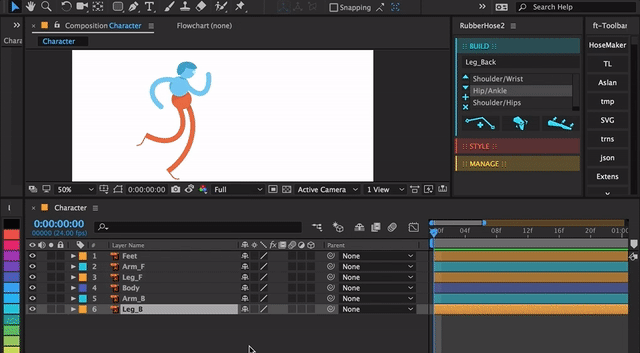 Snapping
Search Help
Composition Character
Flowchart (none)
RubberHose2
ft-Toolbar
Character
:: BUILD ::
HoseMaker
Leg_Back
TL
Shoulder/Wrist
Aslan
Hip/Ankle
tmp
Shoulder/Hips
SVG
trns
:: STYLE ::
json
:: MANAGE ::
Extens
50%
0:00:00:00
Full
Active Camera
1 View
Character
0:00:00:00
00000 (24.00 fps)
00f 04f 08f 12f 16f 20f 01:00
# Layer Name Parent
1 Feet None
2 Arm_F None
3 Leg_F None
4 Body None
5 Arm_B None
6 Leg_B None